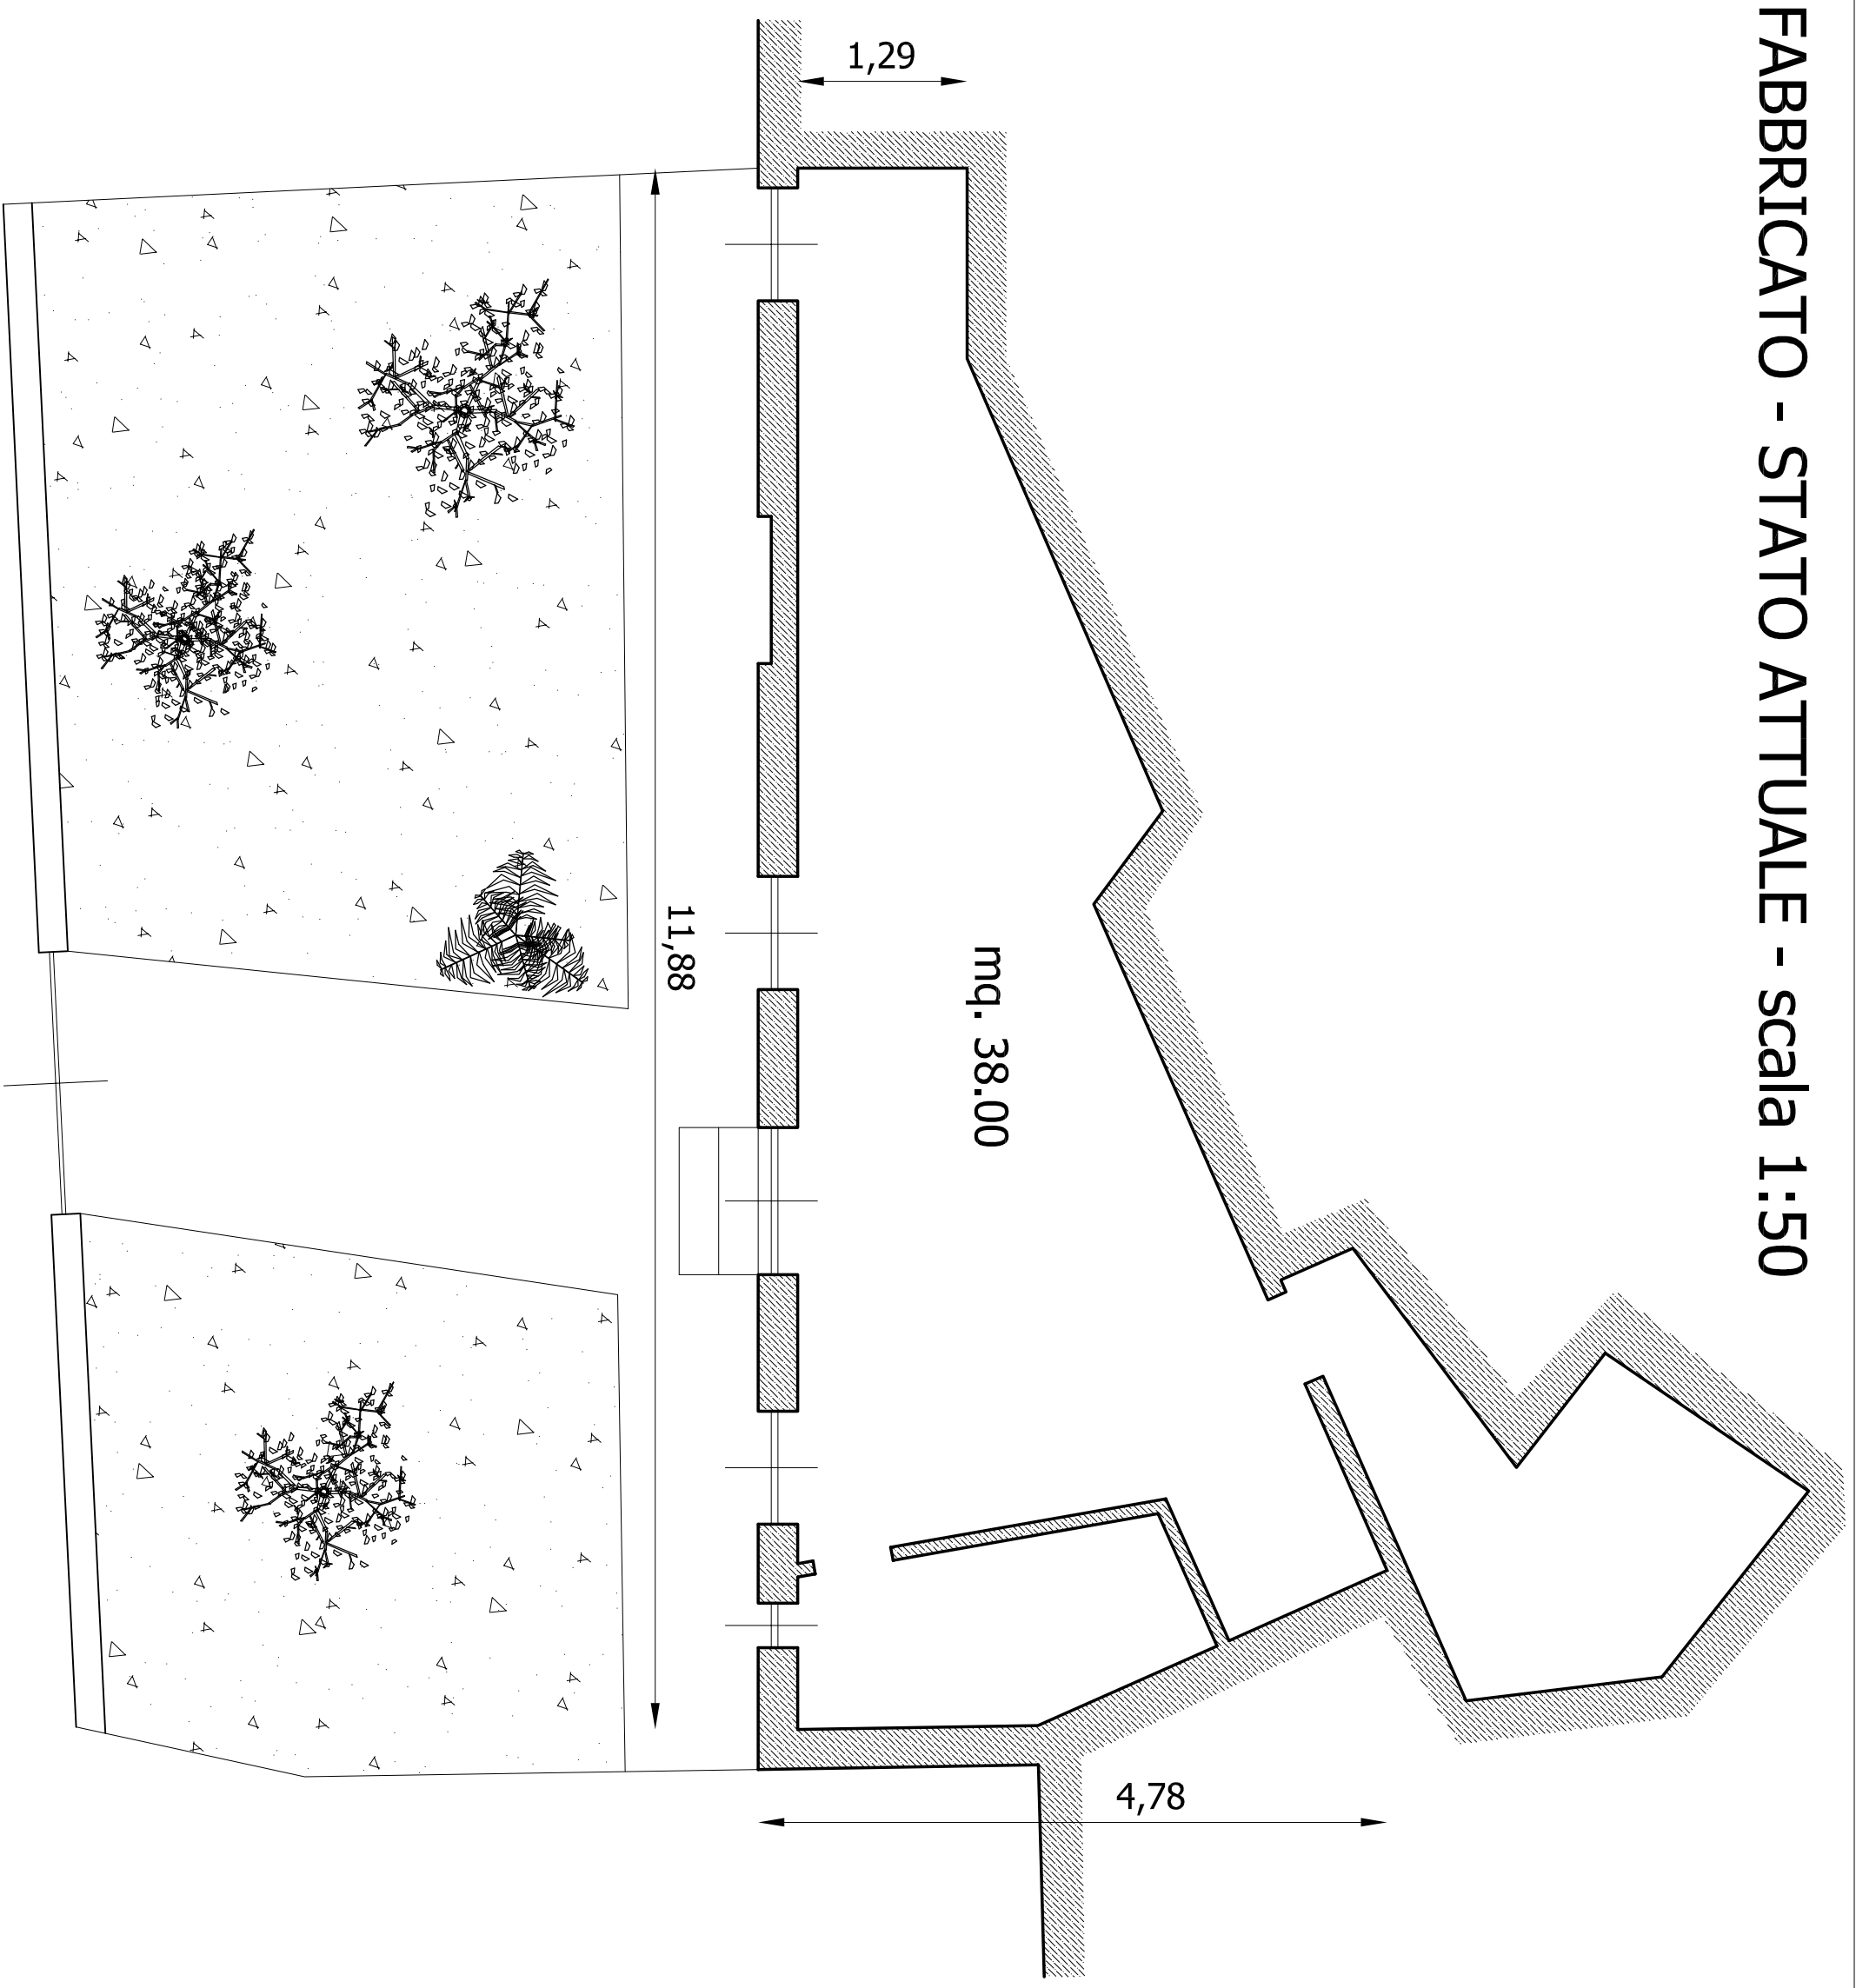 FABBRICATO - STATO ATTUALE - scala 1:50
1,29
mq. 38.00
11,88
4,78